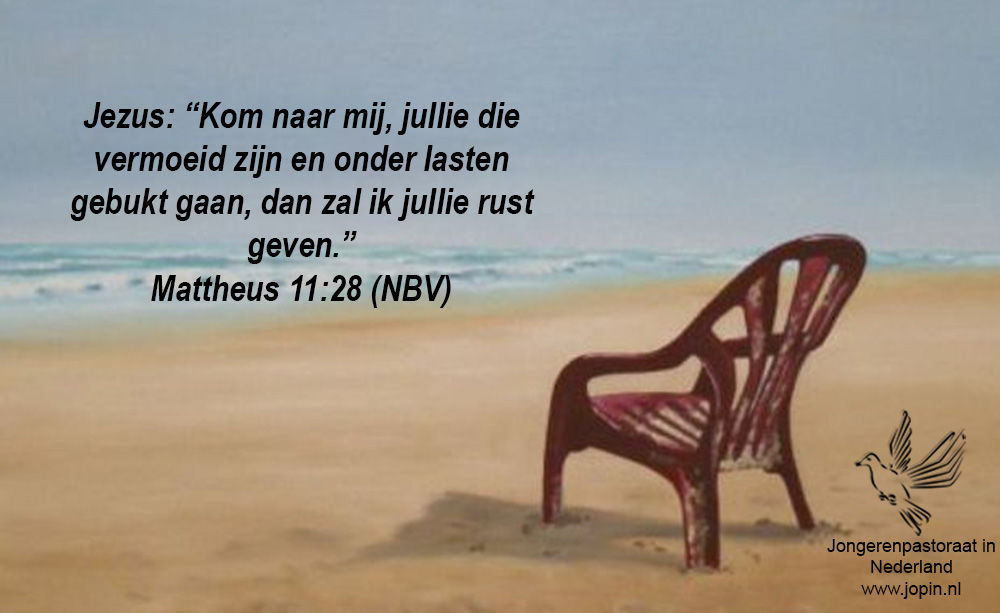 Jezus: “Kom naar mij, jullie die
vermoeid zijn en onder lasten
gebukt gaan, dan zal ik jullie rust
geven.”
Mattheus 11:28 (NBV)
Jongerenpastoraat in
Nederland
www.jopin.nl